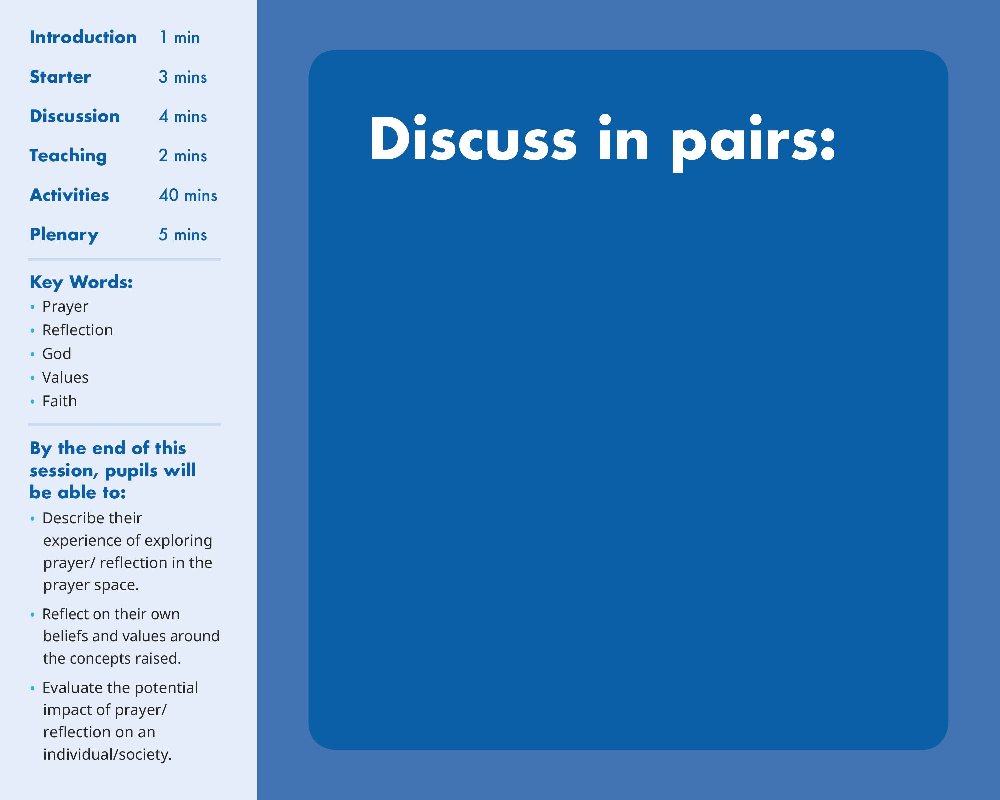 Introduction 1 min
Starter 3 mins
Discussion 4 mins
Teaching 2 mins
Activities 40 mins
Plenary 5 mins
Key Words:
• Prayer
• Reflection
• God
• Values
• Faith
By the end of this
session, pupils will
be able to:
• Describe their
experience of exploring
prayer/ reflection in the
prayer space.
• Reflect on their own
beliefs and values around
the concepts raised.
• Evaluate the potential
impact of prayer/
reflection on an
individual/society.
Discuss in pairs: